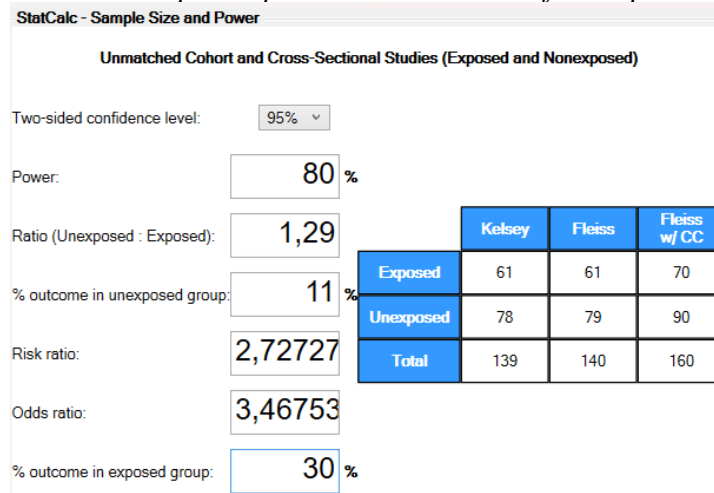 StatCalc - Sample Size and Power
Unmatched Cohort and Cross-Sectional Studies (Exposed and Nonexposed)
Two-sided confidence level: 95%
Power: 80 %
Ratio (Unexposed : Exposed): 1,29
% outcome in unexposed group: 11 %
Risk ratio: 2,72727
Odds ratio: 3,46753
% outcome in exposed group: 30 %
Kelsey Fleiss Fleiss w/ CC
Exposed 61 61 70
Unexposed 78 79 90
Total 139 140 160